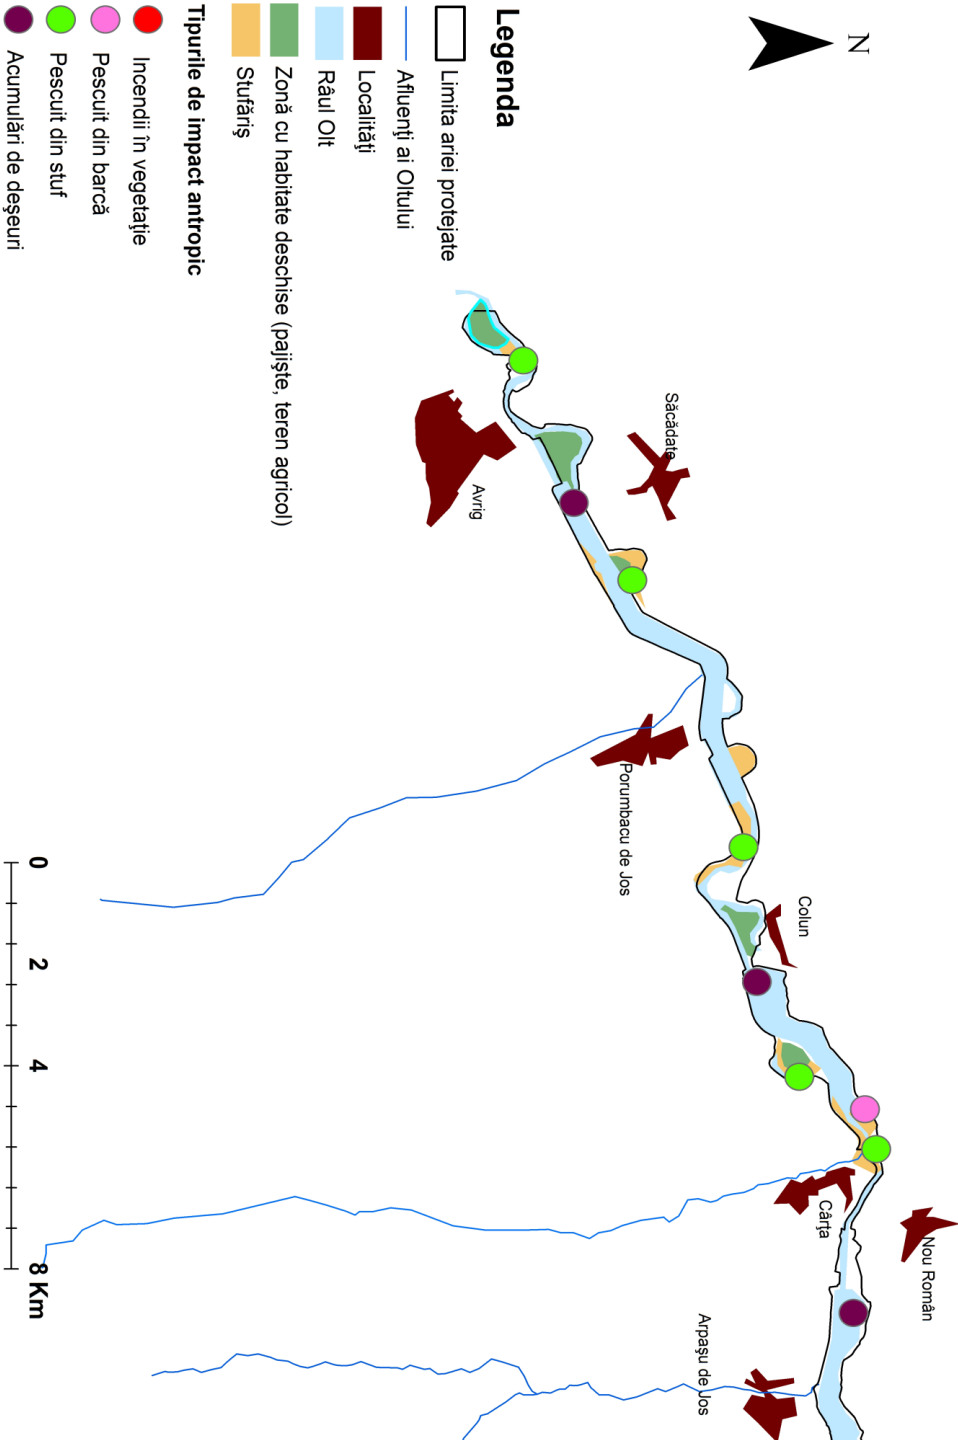 N
Legenda
Limita ariei protejate
Afluenți ai Oltului
Localități
Râul Olt
Zonă cu habitate deschise (pajişte, teren agricol)
Stufăriş
Tipurile de impact antropic
Incendii în vegetaţie
Pescuit din barcă
Pescuit din stuf
Acumulări de deşeuri
Săcădate
Avrig
Porumbacu de Jos
Colun
Cârţa
Nou Român
Arpaşu de Jos
0 2 4 8 Km